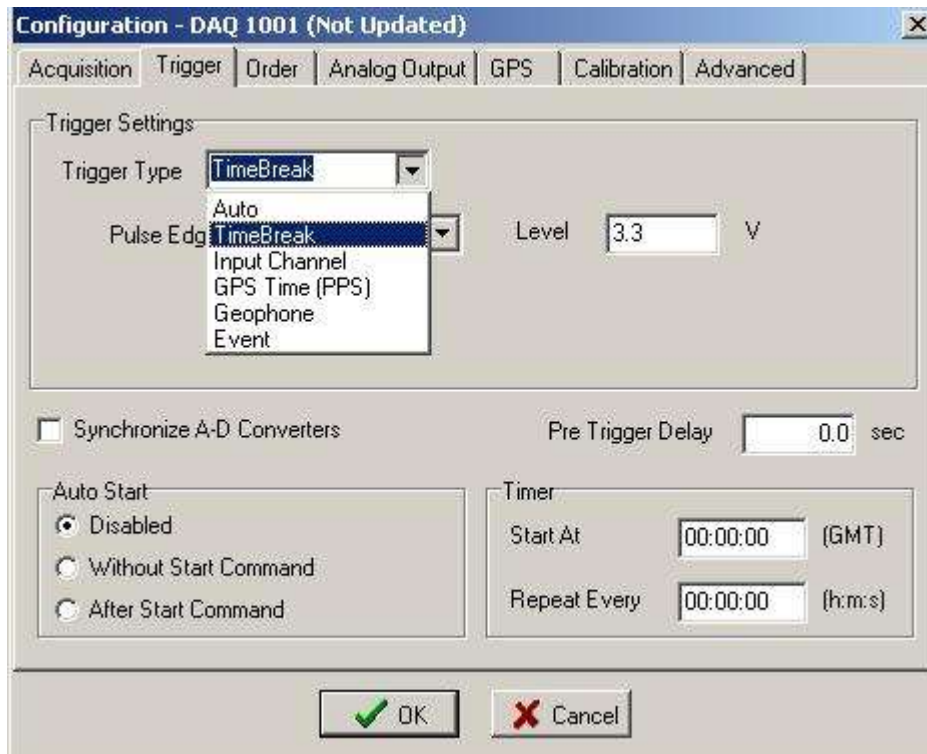 Configuration - DAQ 1001 (Not Updated)
Acquisition Trigger Order Analog Output GPS Calibration Advanced
Trigger Settings
Trigger Type TimeBreak
Auto
Pulse Edg TimeBreak Level 3.3 V
Input Channel
GPS Time (PPS)
Geophone
Event
Synchronize A-D Converters Pre Trigger Delay 0.0 sec
Auto Start
Disabled
Without Start Command
After Start Command
Timer
Start At 00:00:00 (GMT)
Repeat Every 00:00:00 (h:m:s)
OK Cancel